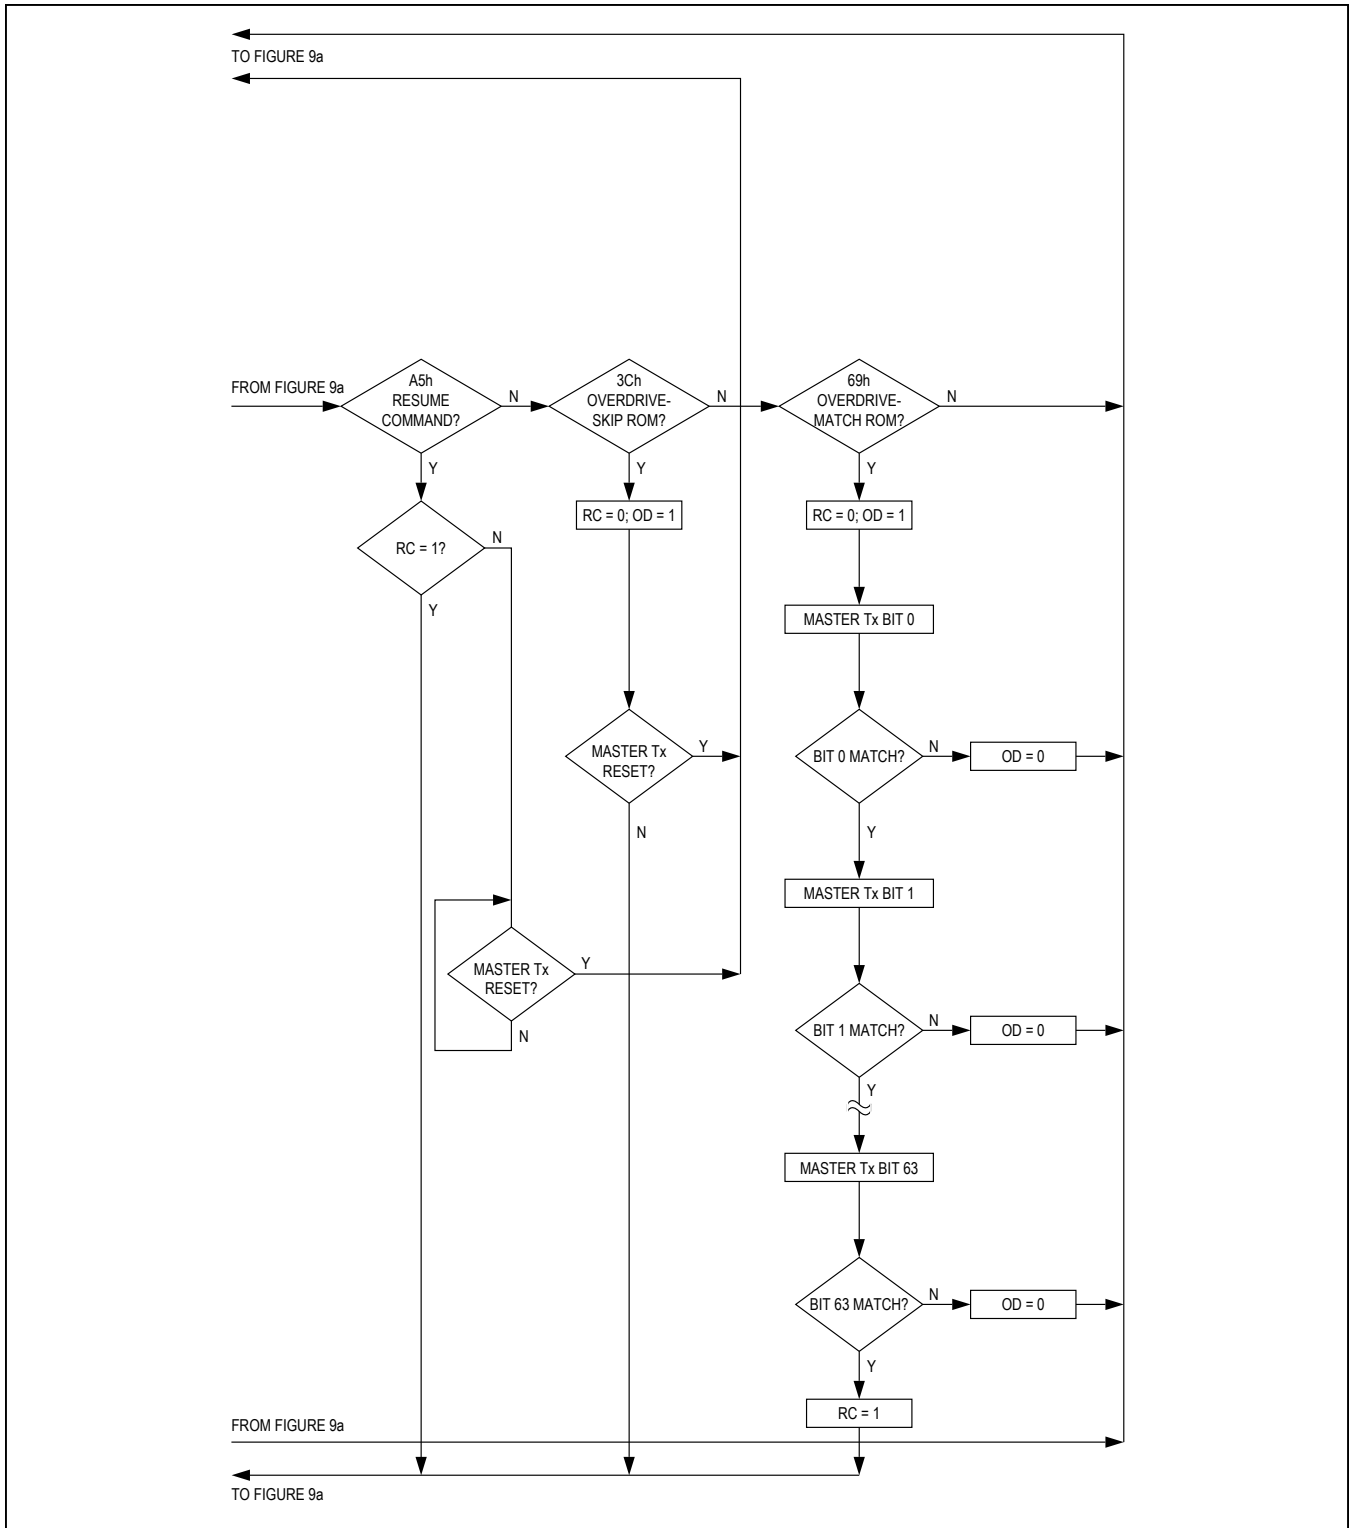 TO FIGURE 9a
FROM FIGURE 9a
A5h
RESUME
COMMAND?
N
3Ch
OVERDRIVE-
SKIP ROM?
N
69h
OVERDRIVE-
MATCH ROM?
N
Y
Y
Y
RC = 1?
N
Y
RC = 0; OD = 1
RC = 0; OD = 1
MASTER Tx BIT 0
MASTER Tx
RESET?
Y
N
BIT 0 MATCH?
N
OD = 0
Y
MASTER Tx BIT 1
MASTER Tx
RESET?
Y
N
BIT 1 MATCH?
N
OD = 0
Y
MASTER Tx BIT 63
BIT 63 MATCH?
N
OD = 0
Y
RC = 1
FROM FIGURE 9a
TO FIGURE 9a